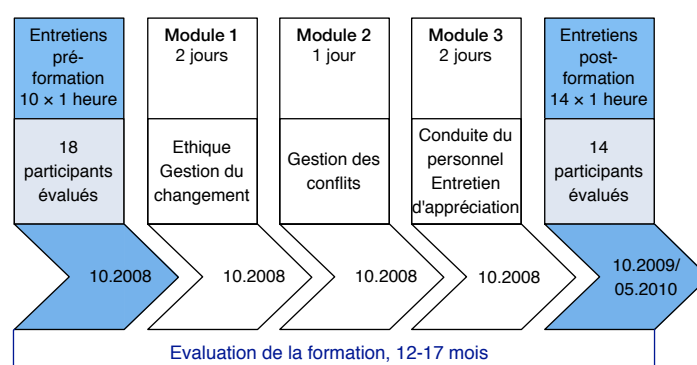 Entretiens
pré-
formation
10 × 1 heure
18
participants
évalués
10.2008
Module 1
2 jours
Ethique
Gestion du
changement
10.2008
Module 2
1 jour
Gestion des
conflits
10.2008
Module 3
2 jours
Conduite du
personnel
Entretien
d'appréciation
10.2008
Entretiens
post-
formation
14 × 1 heure
14
participants
évalués
10.2009/
05.2010
Evaluation de la formation, 12-17 mois